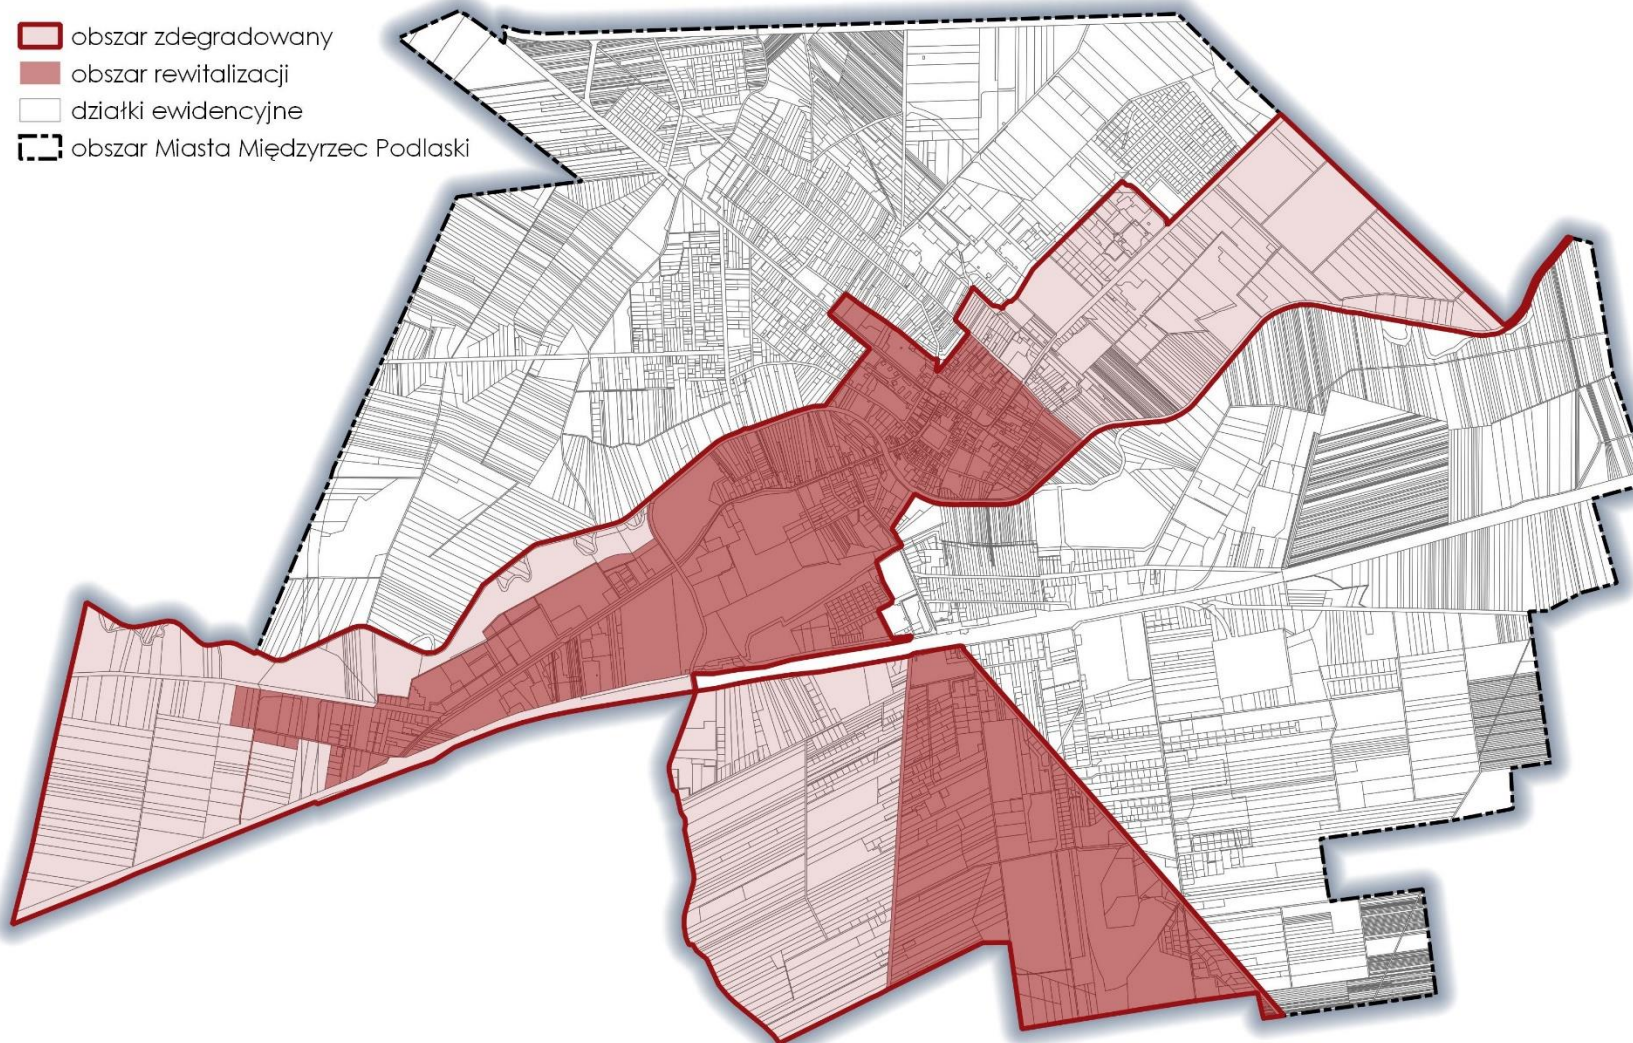 obszar zdegradowany
obszar rewitalizacji
działki ewidencyjne
obszar Miasta Międzyrzec Podlaski